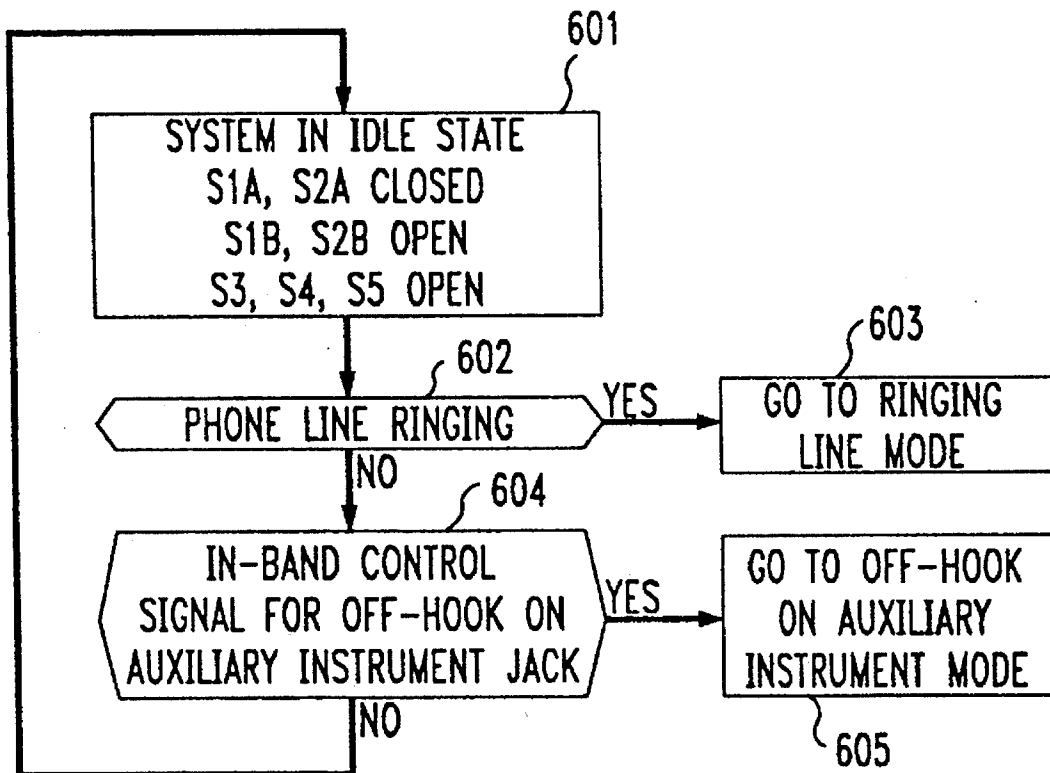 601
SYSTEM IN IDLE STATE
S1A, S2A CLOSED
S1B, S2B OPEN
S3, S4, S5 OPEN
602
PHONE LINE RINGING
YES
603
GO TO RINGING
LINE MODE
NO
604
IN-BAND CONTROL
SIGNAL FOR OFF-HOOK ON
AUXILIARY INSTRUMENT JACK
YES
GO TO OFF-HOOK
ON AUXILIARY
INSTRUMENT MODE
605
NO